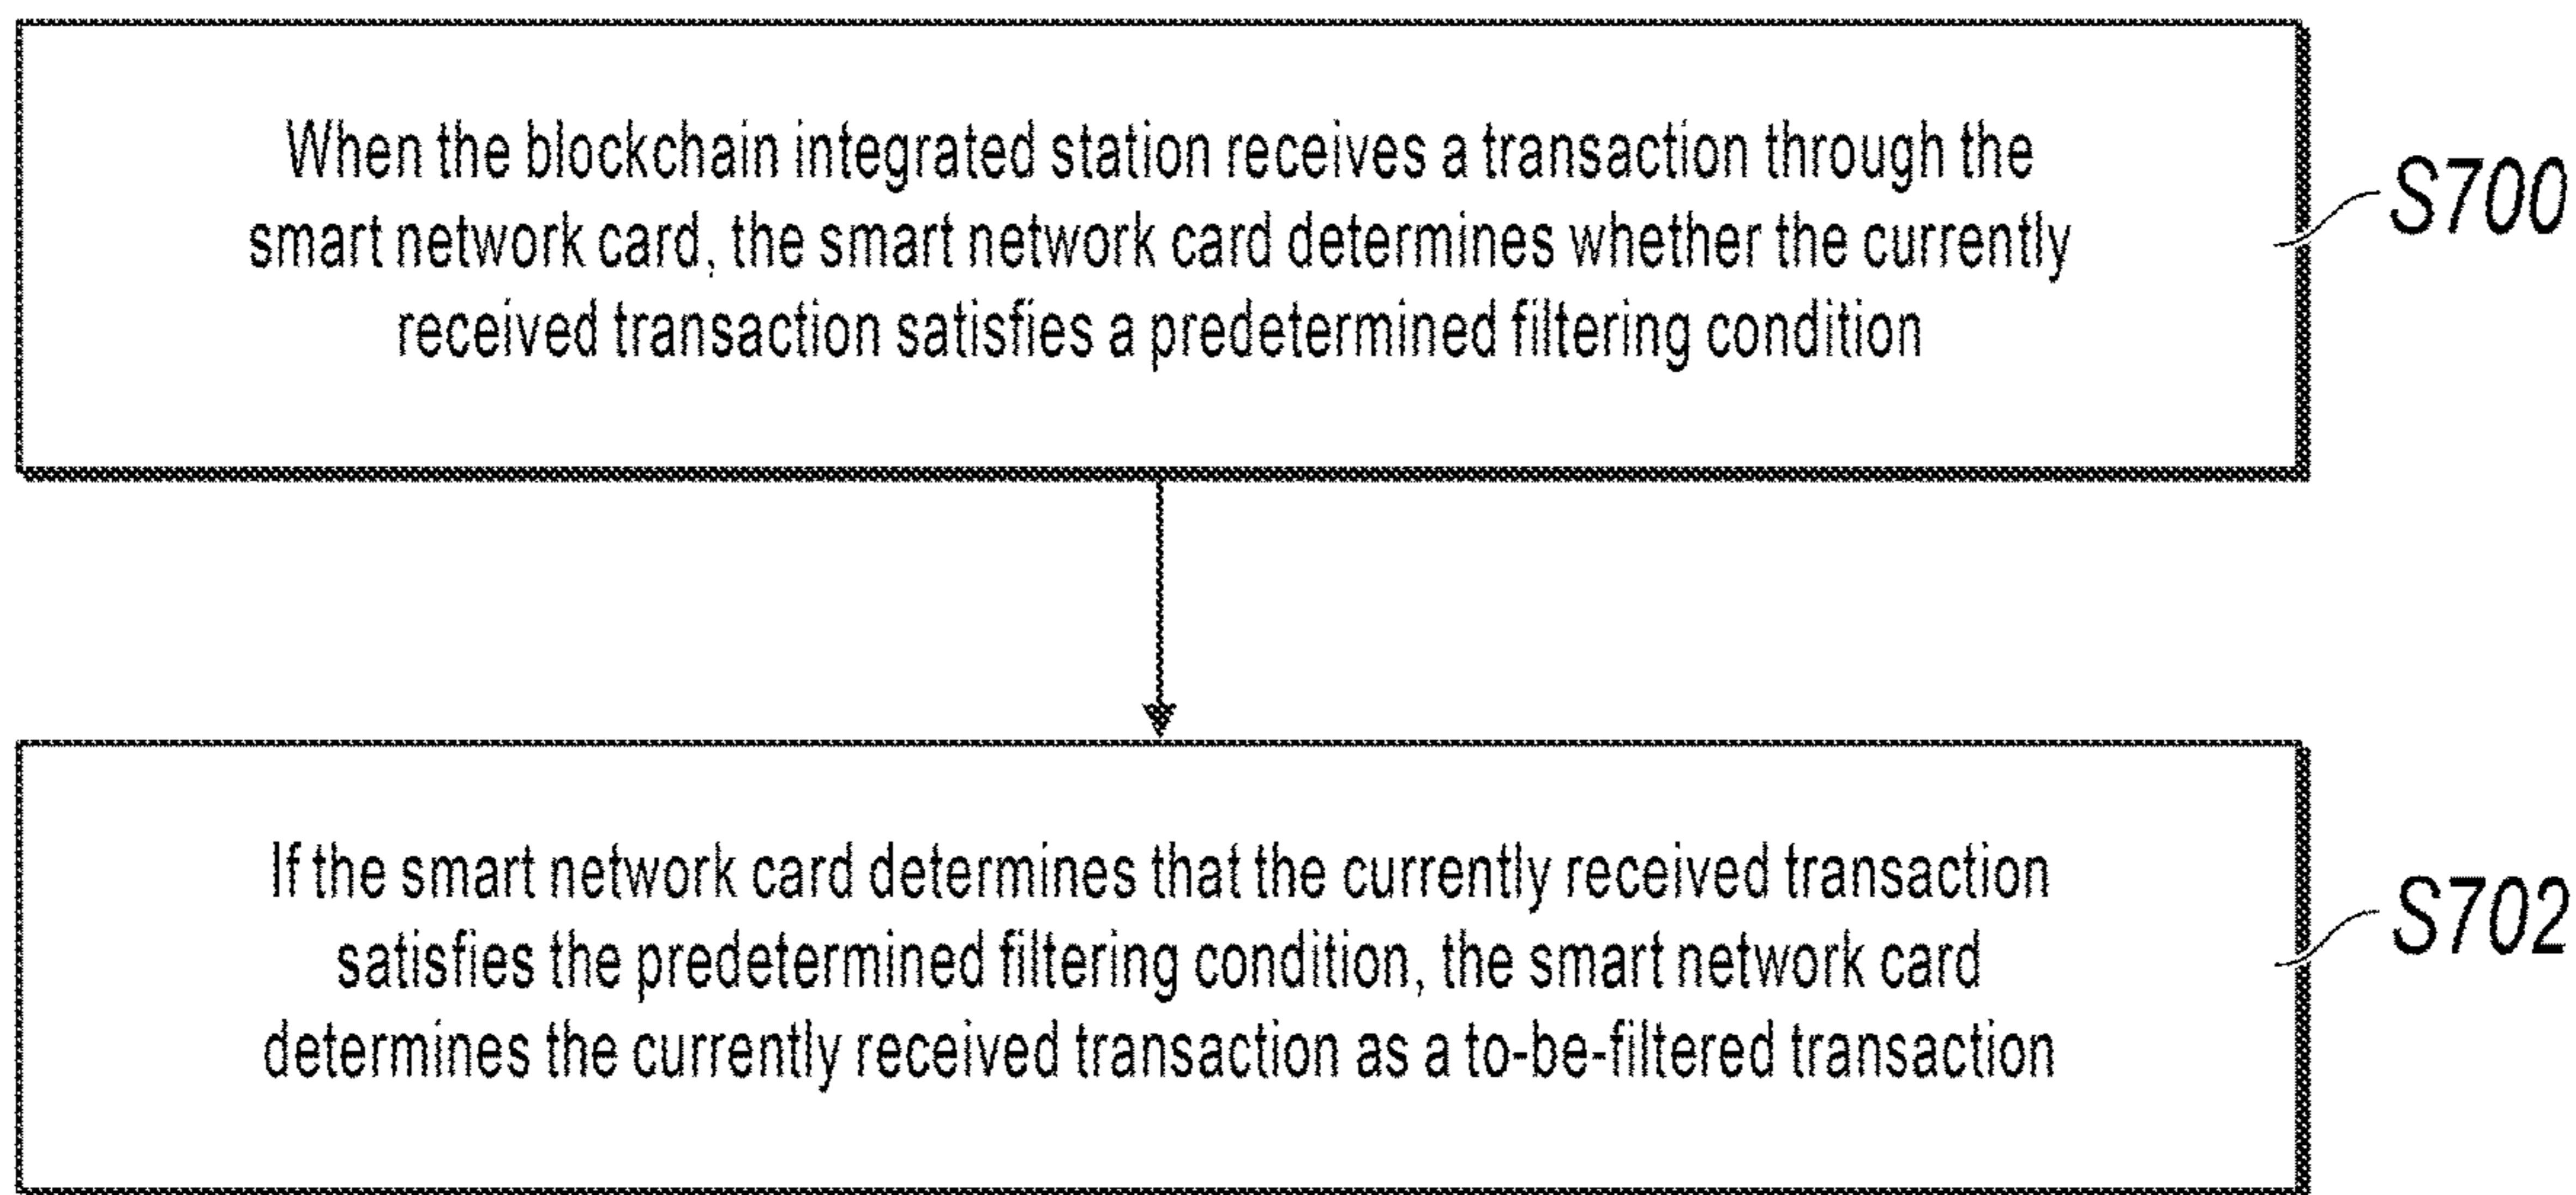 When the blockchain integrated station receives a transaction through the
smart network card, the smart network card determines whether the currently
received transaction satisfies a predetermined filtering condition
S700
If the smart network card determines that the currently received transaction
satisfies the predetermined filtering condition, the smart network card
determines the currently received transaction as a to-be-filtered transaction
S702